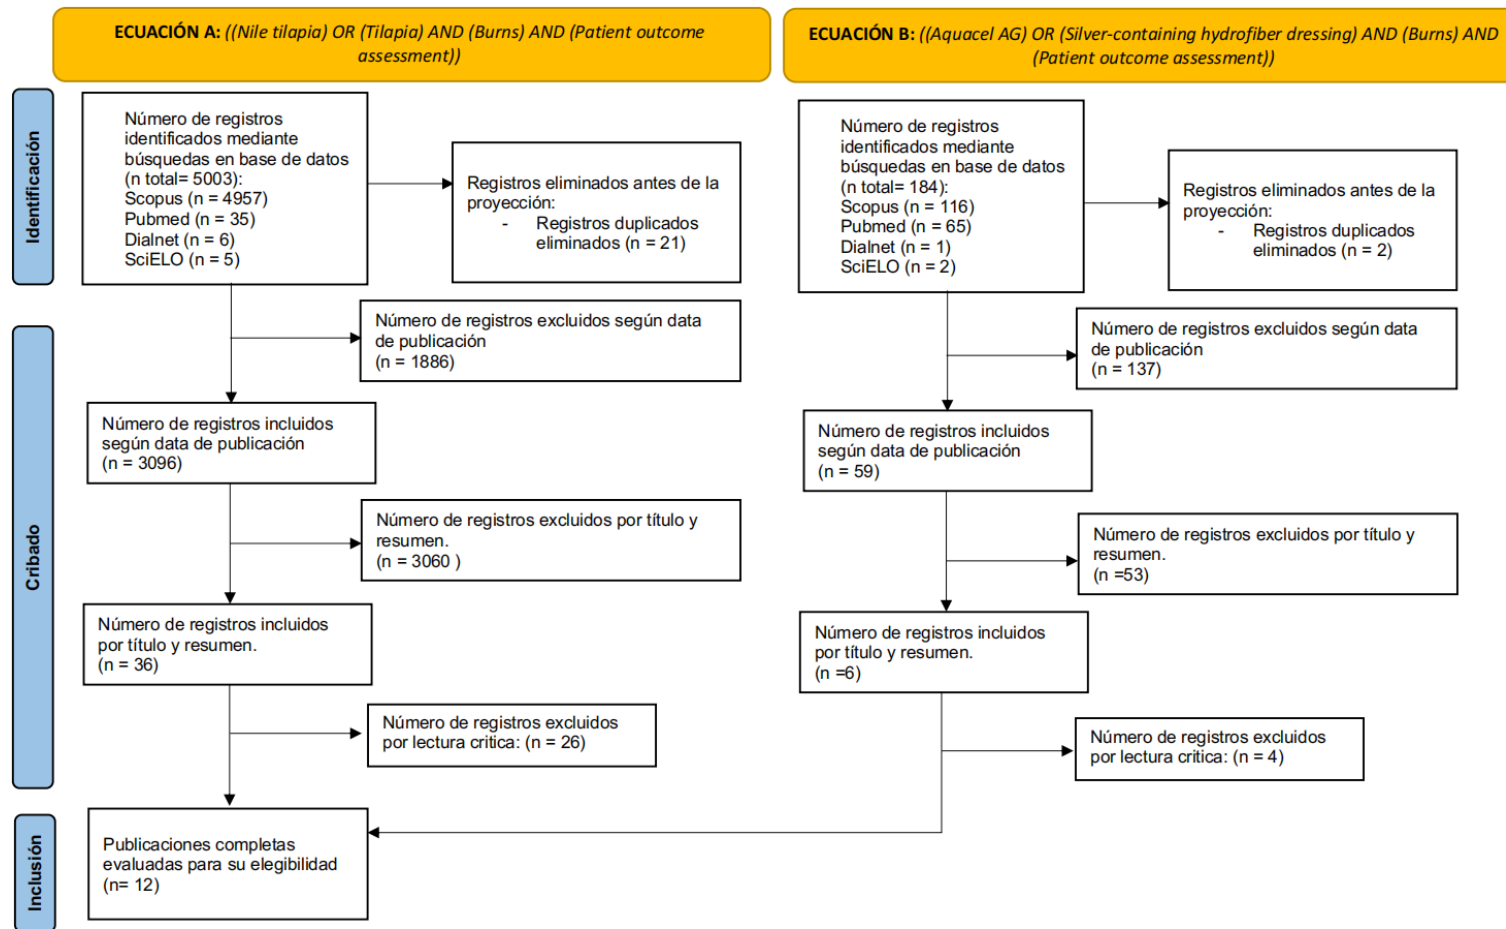 ECUACIÓN A: ((Nile tilapia) OR (Tilapia) AND (Burns) AND (Patient outcome
assessment))
ECUACIÓN B: ((Aquacel AG) OR (Silver-containing hydrofiber dressing) AND (Burns) AND
(Patient outcome assessment))
Identificación
Número de registros
identificados mediante
búsquedas en base de datos
(n total= 5003):
Scopus (n = 4957)
Pubmed (n = 35)
Dialnet (n = 6)
SciELO (n = 5)
Registros eliminados antes de la
proyección:
- Registros duplicados
eliminados (n = 21)
Número de registros
identificados mediante
búsquedas en base de datos
(n total= 184):
Scopus (n = 116)
Pubmed (n = 65)
Dialnet (n = 1)
SciELO (n = 2)
Registros eliminados antes de la
proyección:
- Registros duplicados
eliminados (n = 2)
Cribado
Número de registros excluidos según data
de publicación
(n = 1886)
Número de registros excluidos según data
de publicación
(n = 137)
Número de registros incluidos
según data de publicación
(n = 3096)
Número de registros incluidos
según data de publicación
(n = 59)
Número de registros excluidos por título y
resumen.
(n = 3060 )
Número de registros excluidos por título y
resumen.
(n =53)
Número de registros incluidos
por título y resumen.
(n = 36)
Número de registros incluidos
por título y resumen.
(n =6)
Número de registros excluidos
por lectura critica: (n = 26)
Número de registros excluidos
por lectura critica: (n = 4)
Inclusión
Publicaciones completas
evaluadas para su elegibilidad
(n= 12)